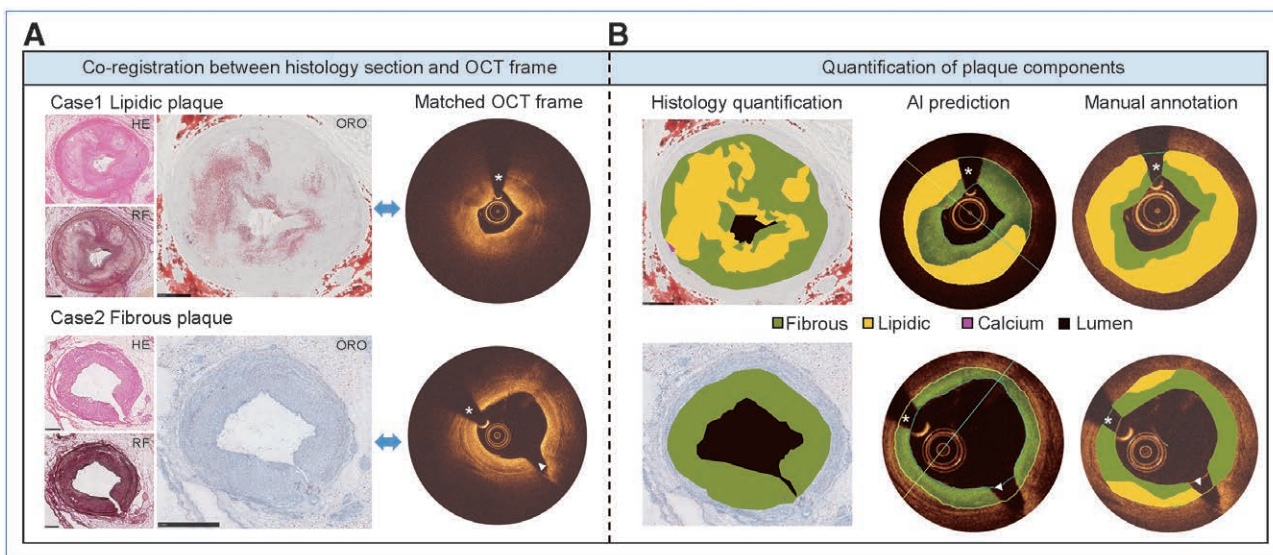 A
B
Co-registration between histology section and OCT frame
Quantification of plaque components
Case1 Lipidic plaque
Matched OCT frame
Histology quantification
AI prediction
Manual annotation
HE
ORO
*
*
*
RF
Fibrous Lipidic Calcium Lumen
Case2 Fibrous plaque
HE
ORO
*
*
*
RF